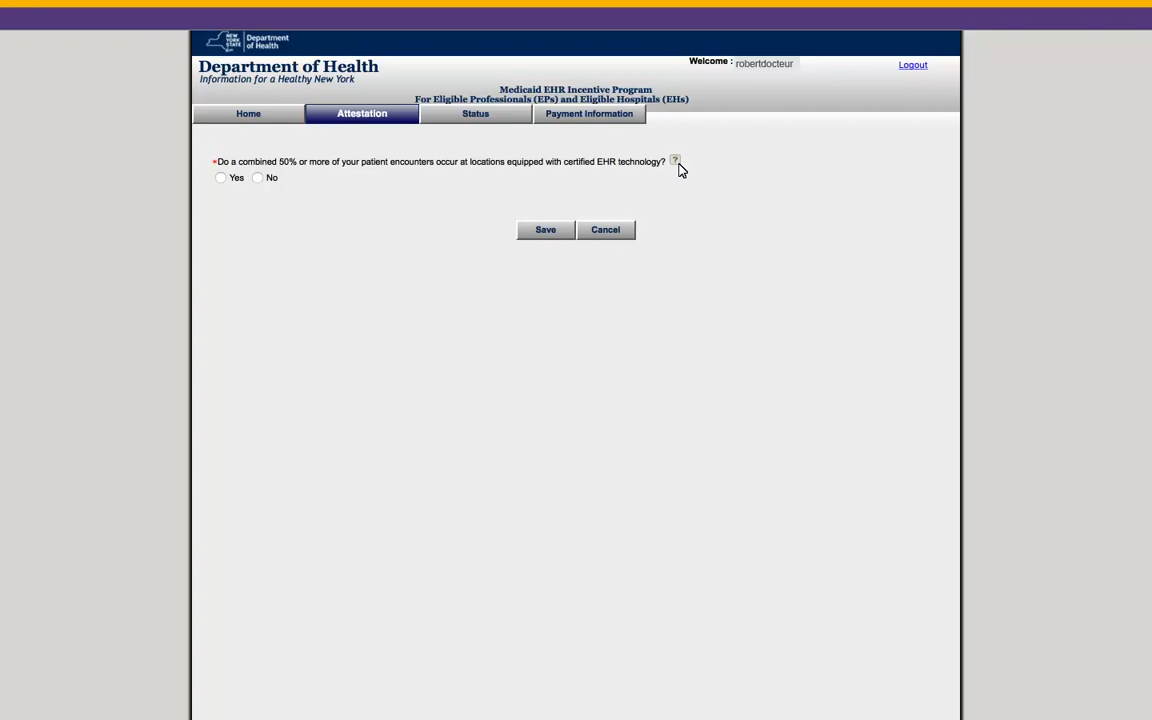 NEW YORK STATE
Department of Health
Department of Health
Information for a Healthy New York
Welcome : robertdocteur
Logout
Medicaid EHR Incentive Program
For Eligible Professionals (EPs) and Eligible Hospitals (EHs)
Home Attestation Status Payment Information
*Do a combined 50% or more of your patient encounters occur at locations equipped with certified EHR technology? ?
Yes No
Save Cancel